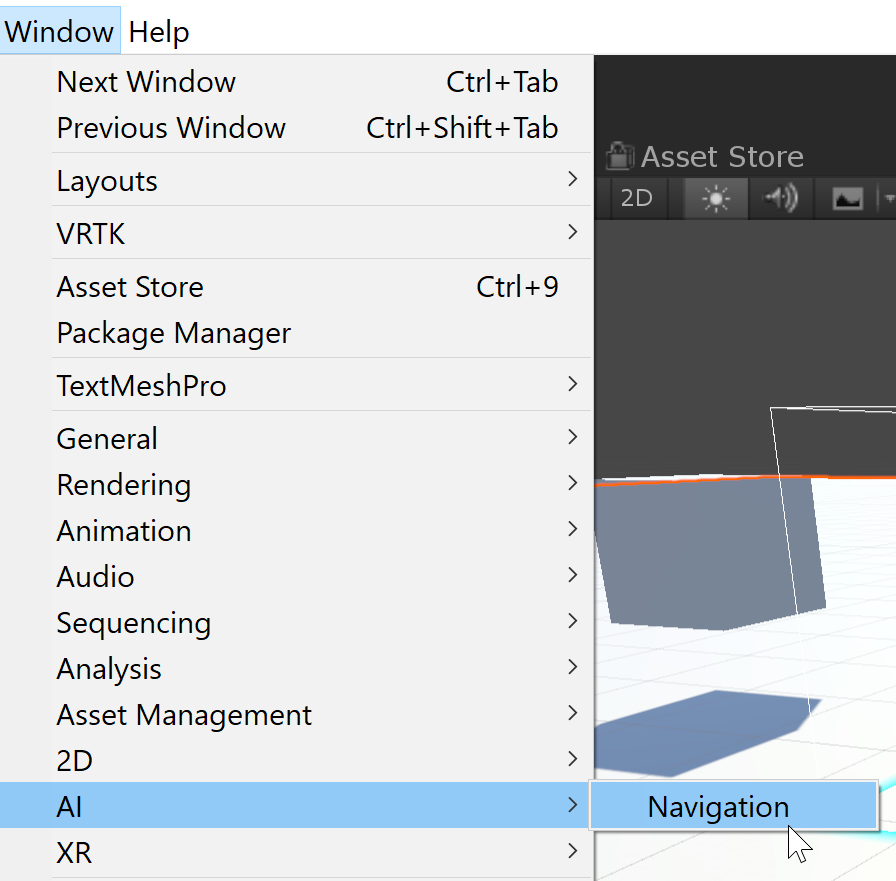 Window Help
Next Window Ctrl+Tab
Previous Window Ctrl+Shift+Tab
Layouts
VRTK
Asset Store Ctrl+9
Package Manager
TextMeshPro
General
Rendering
Animation
Audio
Sequencing
Analysis
Asset Management
2D
AI
XR
Navigation
Asset Store
2D